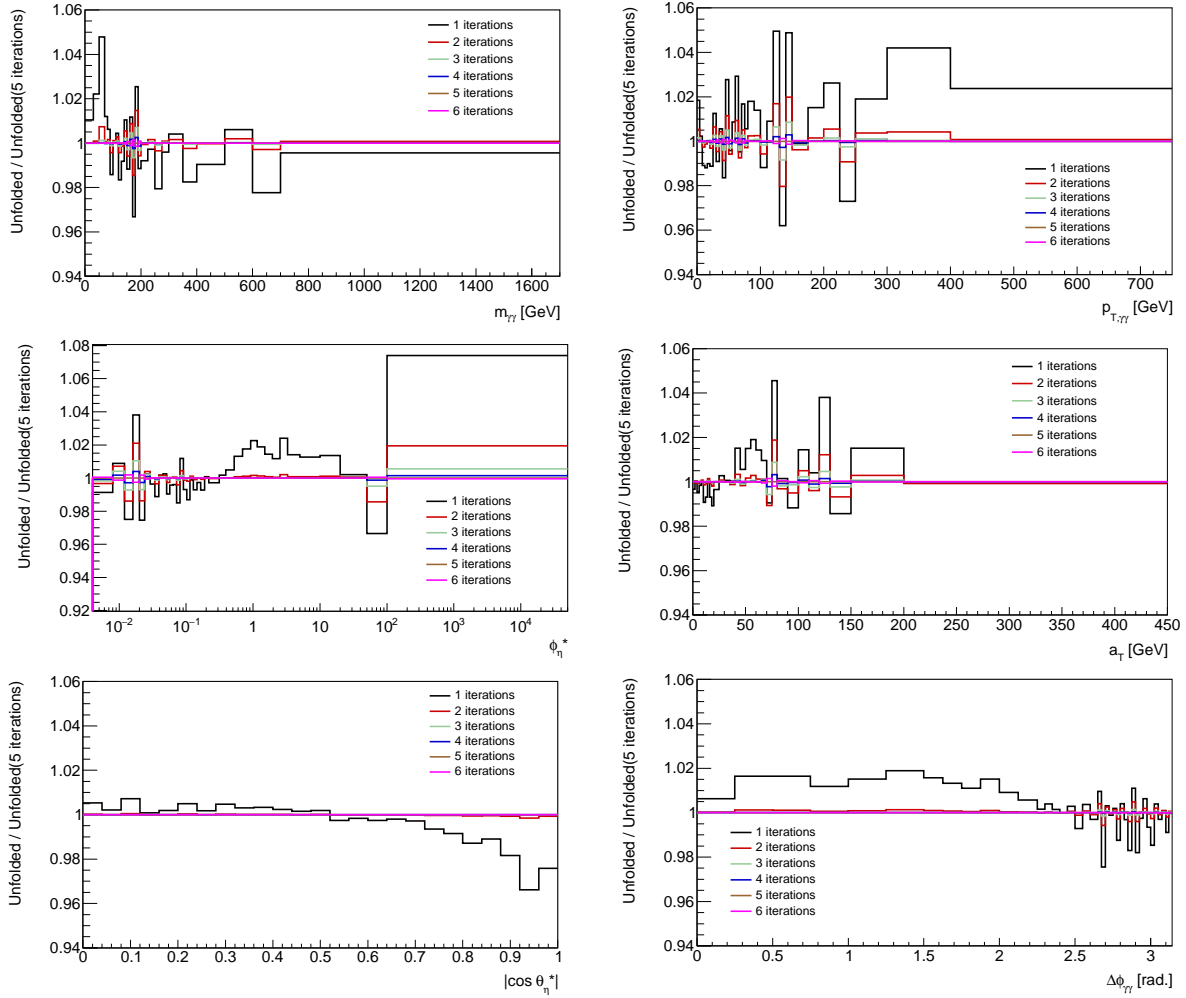 Unfolded / Unfolded(5 iterations)
1.06
1.04
1.02
1
0.98
0.96
0.94
1 iterations
2 iterations
3 iterations
4 iterations
5 iterations
6 iterations
0 200 400 600 800 1000 1200 1400 1600
m_γγ [GeV]
Unfolded / Unfolded(5 iterations)
1.06
1.04
1.02
1
0.98
0.96
0.94
1 iterations
2 iterations
3 iterations
4 iterations
5 iterations
6 iterations
0 100 200 300 400 500 600 700
p_T,γγ [GeV]
Unfolded / Unfolded(5 iterations)
1.08
1.06
1.04
1.02
1
0.98
0.96
0.94
0.92
1 iterations
2 iterations
3 iterations
4 iterations
5 iterations
6 iterations
10⁻² 10⁻¹ 1 10 10² 10³ 10⁴
ϕ_η*
Unfolded / Unfolded(5 iterations)
1.06
1.04
1.02
1
0.98
0.96
0.94
1 iterations
2 iterations
3 iterations
4 iterations
5 iterations
6 iterations
0 50 100 150 200 250 300 350 400 450
a_T [GeV]
Unfolded / Unfolded(5 iterations)
1.06
1.04
1.02
1
0.98
0.96
0.94
1 iterations
2 iterations
3 iterations
4 iterations
5 iterations
6 iterations
0 0.1 0.2 0.3 0.4 0.5 0.6 0.7 0.8 0.9 1
|cos θ_η*|
Unfolded / Unfolded(5 iterations)
1.06
1.04
1.02
1
0.98
0.96
0.94
1 iterations
2 iterations
3 iterations
4 iterations
5 iterations
6 iterations
0 0.5 1 1.5 2 2.5 3
Δϕ_γγ [rad.]